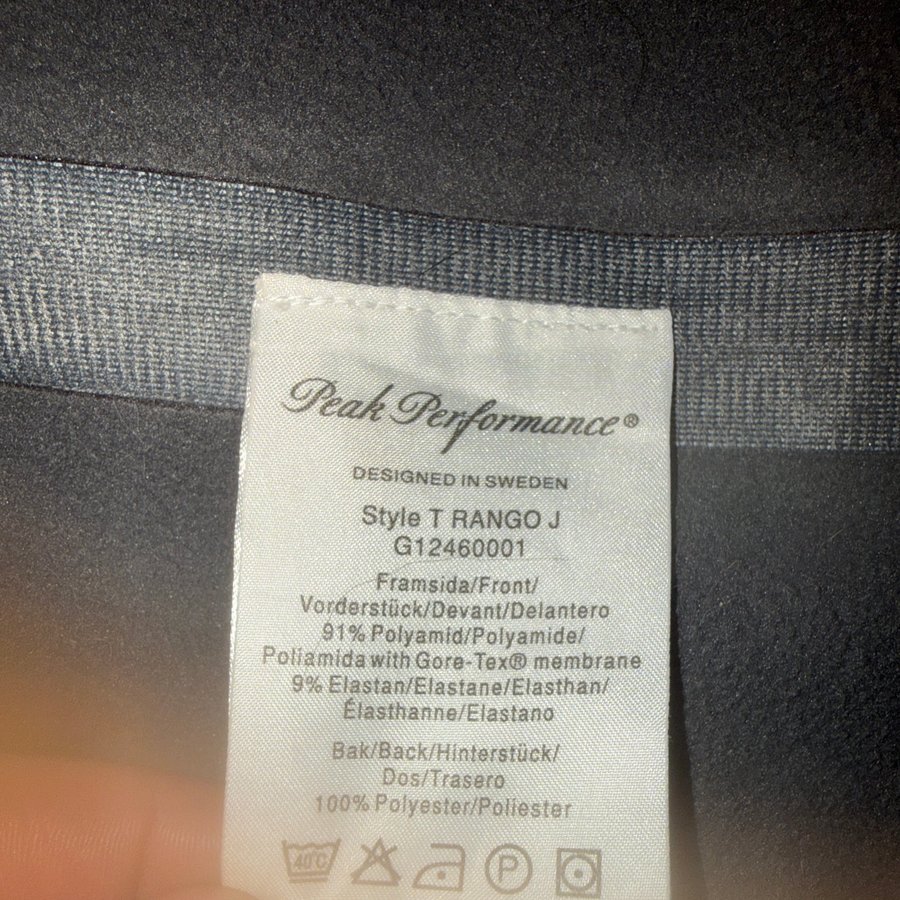 Peak Performance®
DESIGNED IN SWEDEN
Style T RANGO J
G12460001
Framsida/Front/
Vorderstück/Devant/Delantero
91% Polyamid/Polyamide/
Poliamida with Gore-Tex® membrane
9% Elastan/Elastane/Elasthan/
Élasthanne/Elastano
Bak/Back/Hinterstück/
Dos/Trasero
100% Polyester/Poliester
40°C P